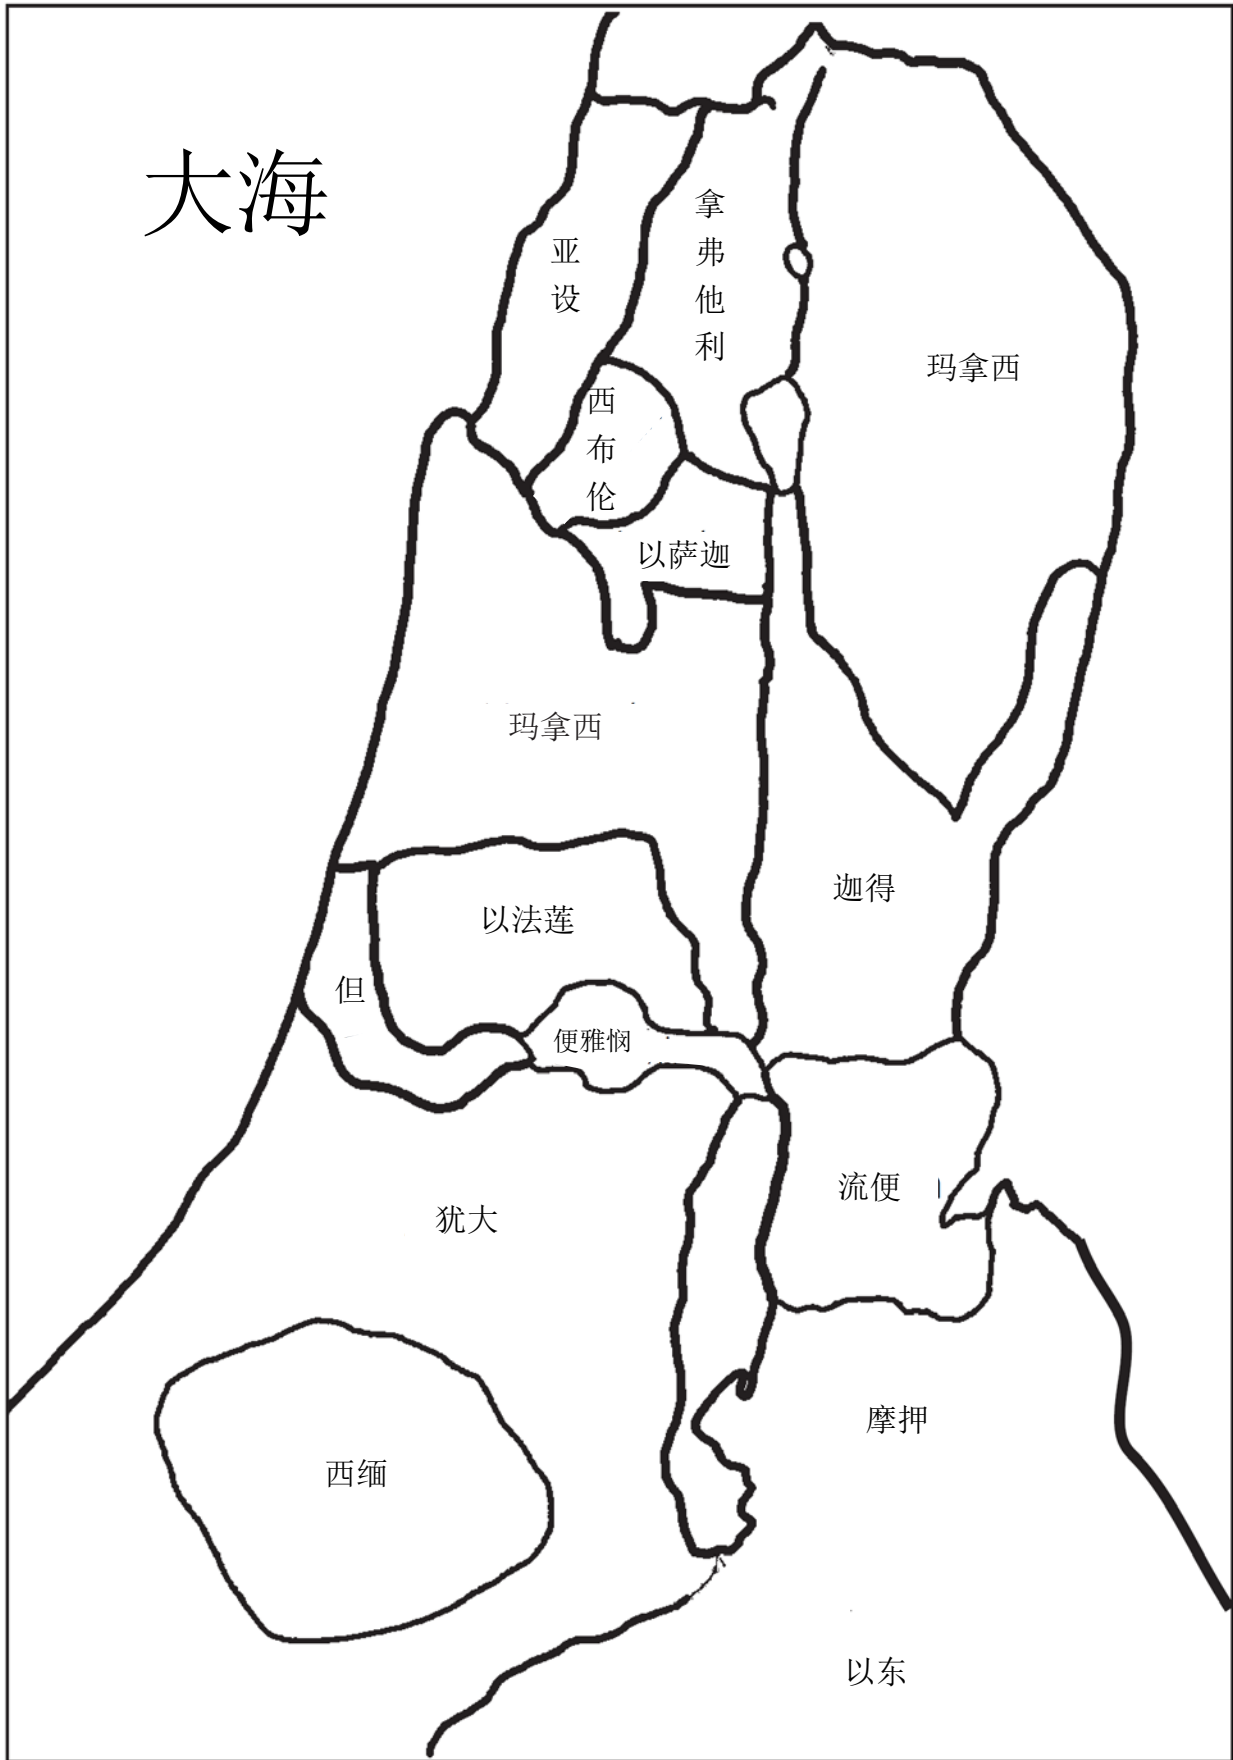 大海
亚设
拿弗他利
玛拿西
西布伦
以萨迦
玛拿西
迦得
以法莲
但
便雅悯
流便
犹大
摩押
西缅
以东